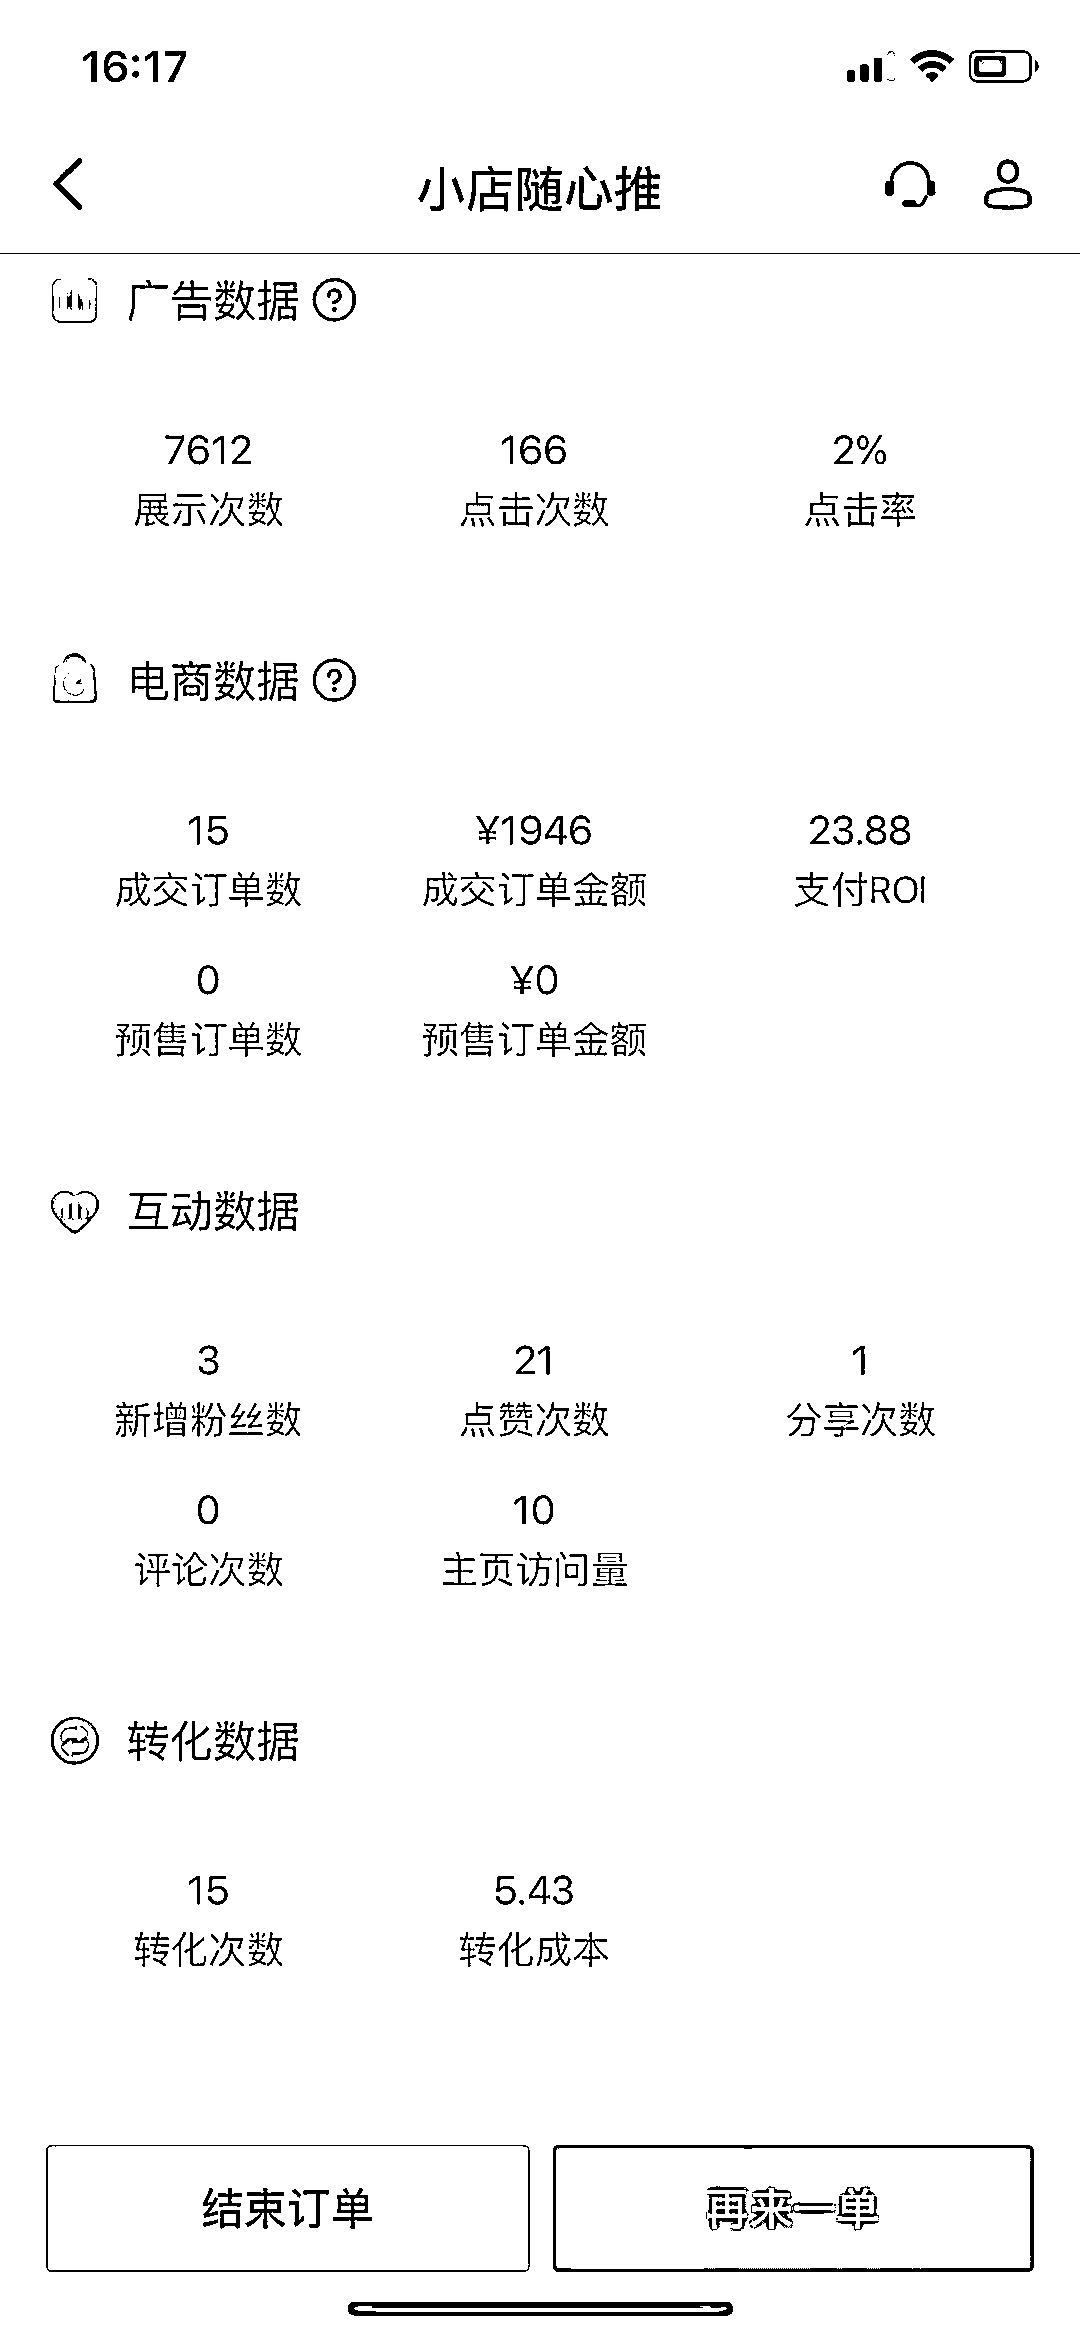 16:17
小店随心推
广告数据 ?
7612 166 2%
展示次数 点击次数 点击率
电商数据 ?
15 ¥1946 23.88
成交订单数 成交订单金额 支付ROI
0 ¥0
预售订单数 预售订单金额
互动数据
3 21 1
新增粉丝数 点赞次数 分享次数
0 10
评论次数 主页访问量
转化数据
15 5.43
转化次数 转化成本
结束订单 再来一单